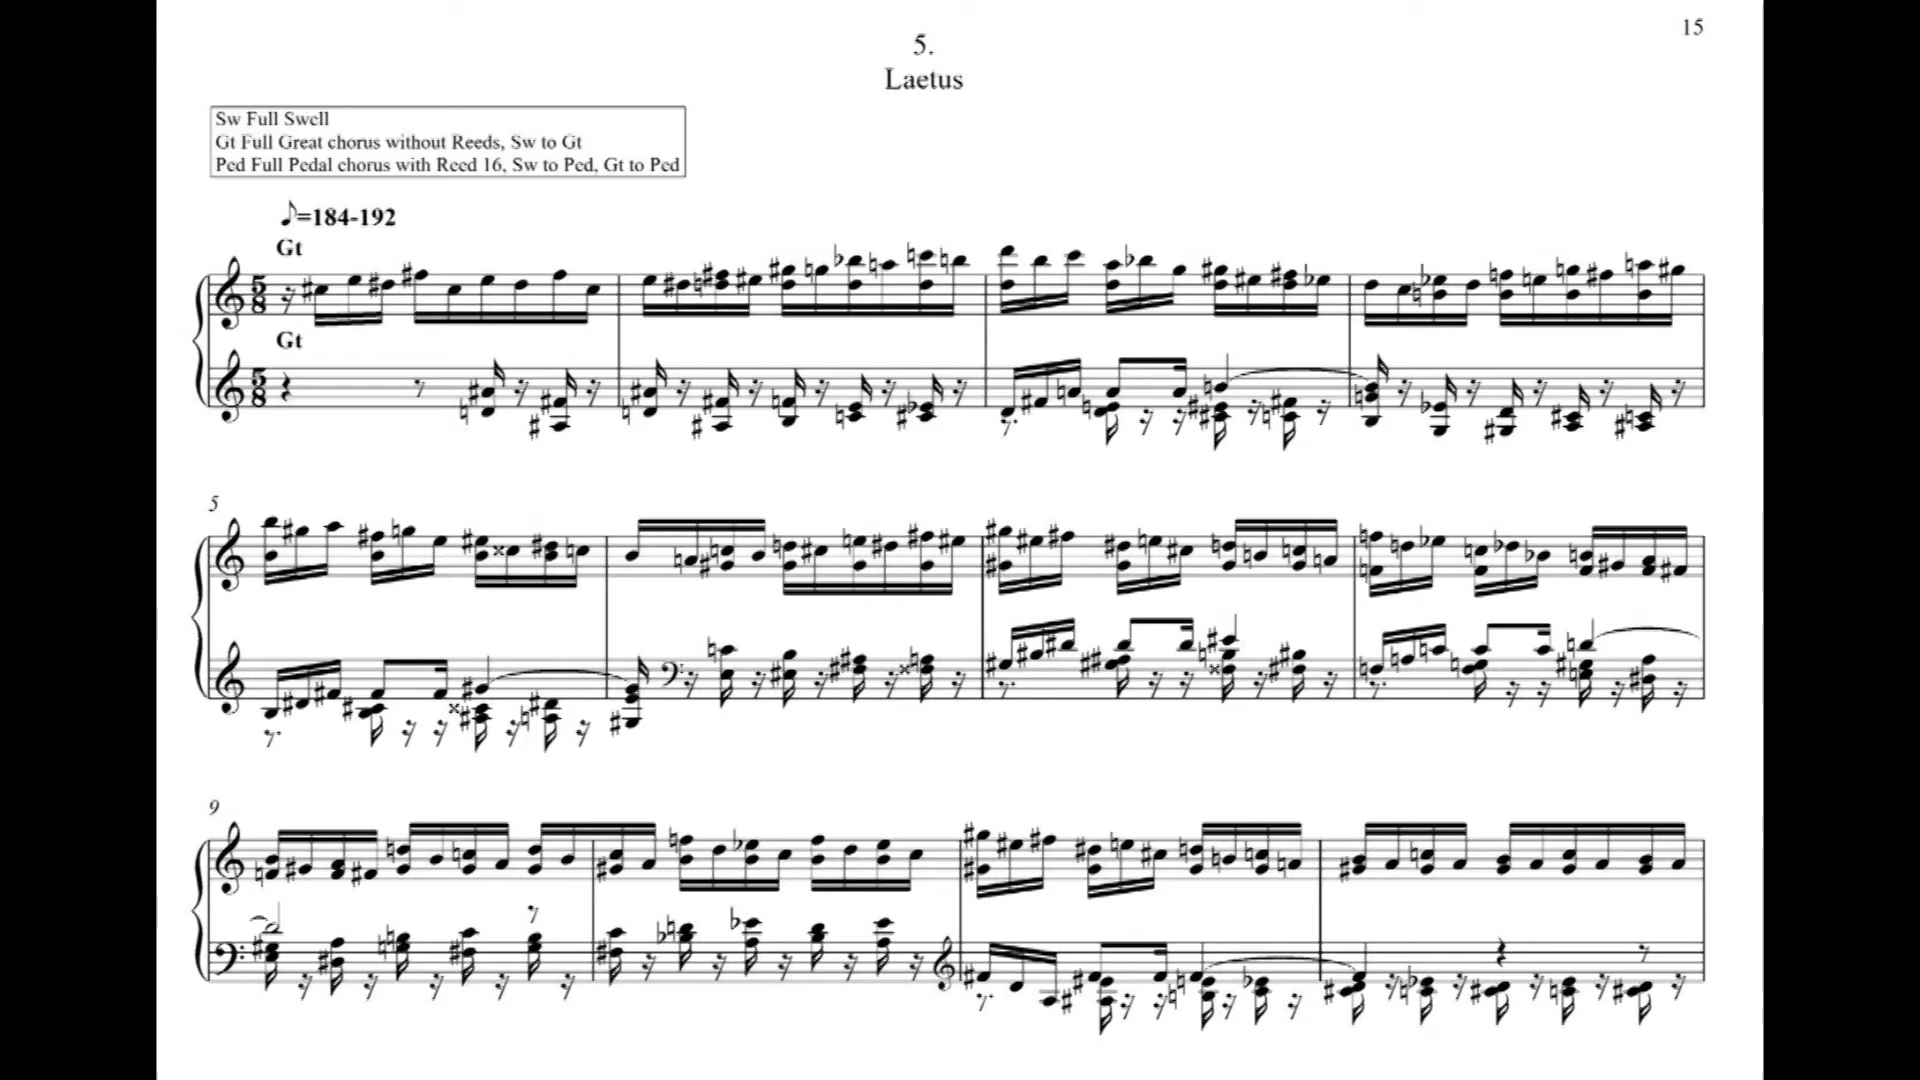 15
5.
Laetus
Sw Full Swell
Gt Full Great chorus without Reeds, Sw to Gt
Ped Full Pedal chorus with Reed 16, Sw to Ped, Gt to Ped
♪=184-192
Gt
5
8
Gt
5
8
5
9